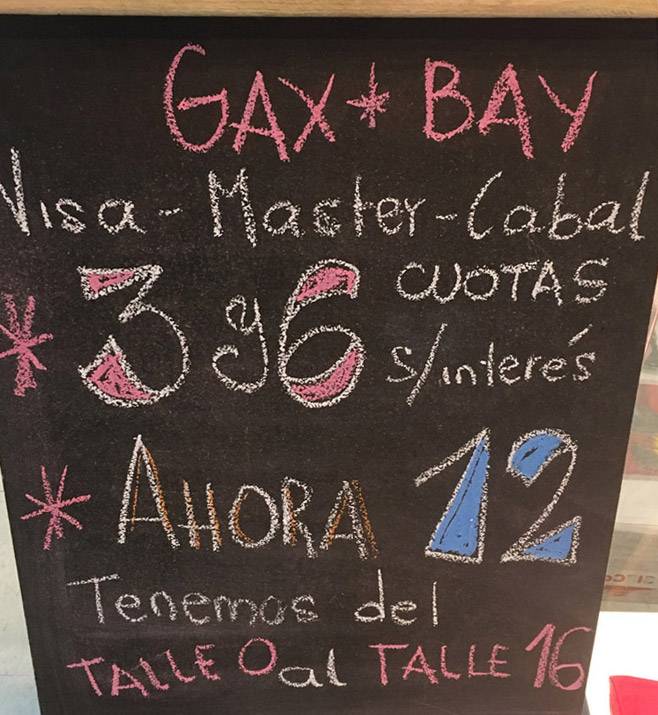 GAX * BAY
Visa - Master - Cabal
* 3 y 6 CUOTAS
s/interés
* AHORA 12
Tenemos del
TALLE 0 al TALLE 16